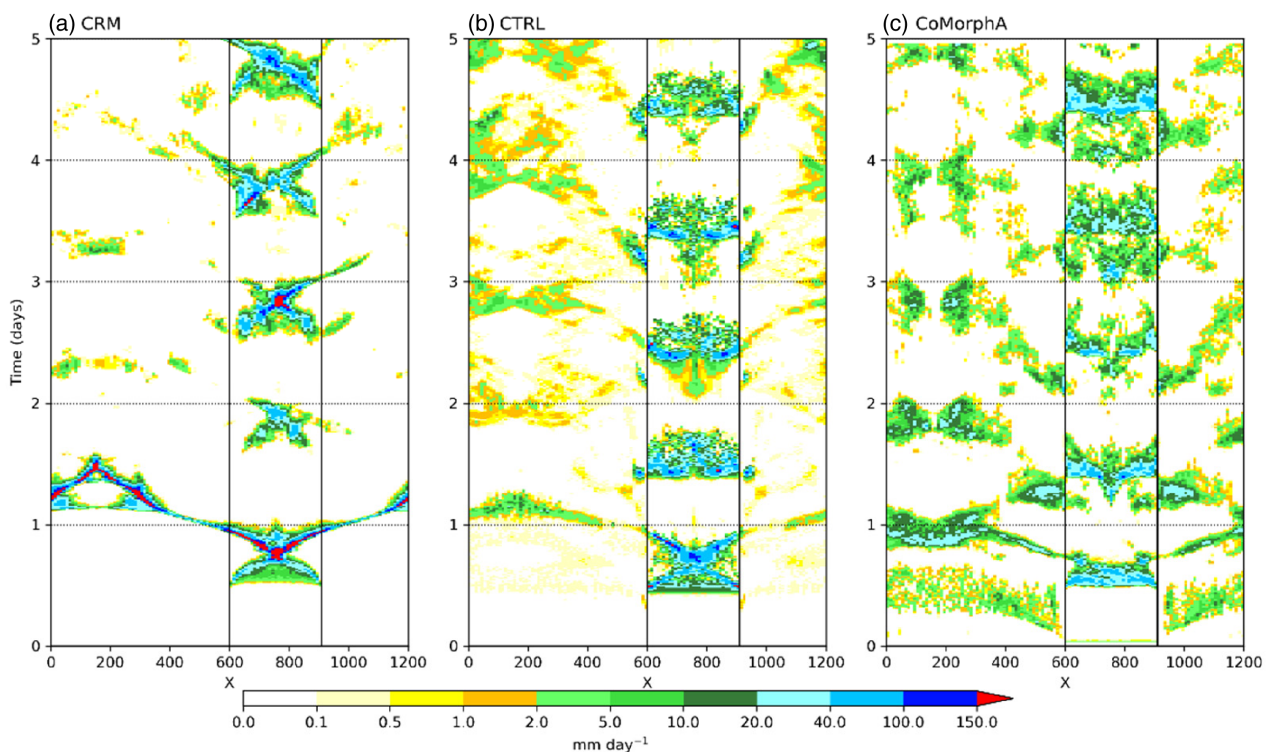 (a) CRM (b) CTRL (c) CoMorphA
5 5 5
4 4 4
3 3 3
Time (days)
2 2 2
1 1 1
0 0 0
0 200 400 600 800 1000 1200 0 200 400 600 800 1000 1200 0 200 400 600 800 1000 1200
X X X
0.0 0.1 0.5 1.0 2.0 5.0 10.0 20.0 40.0 100.0 150.0
mm day⁻¹